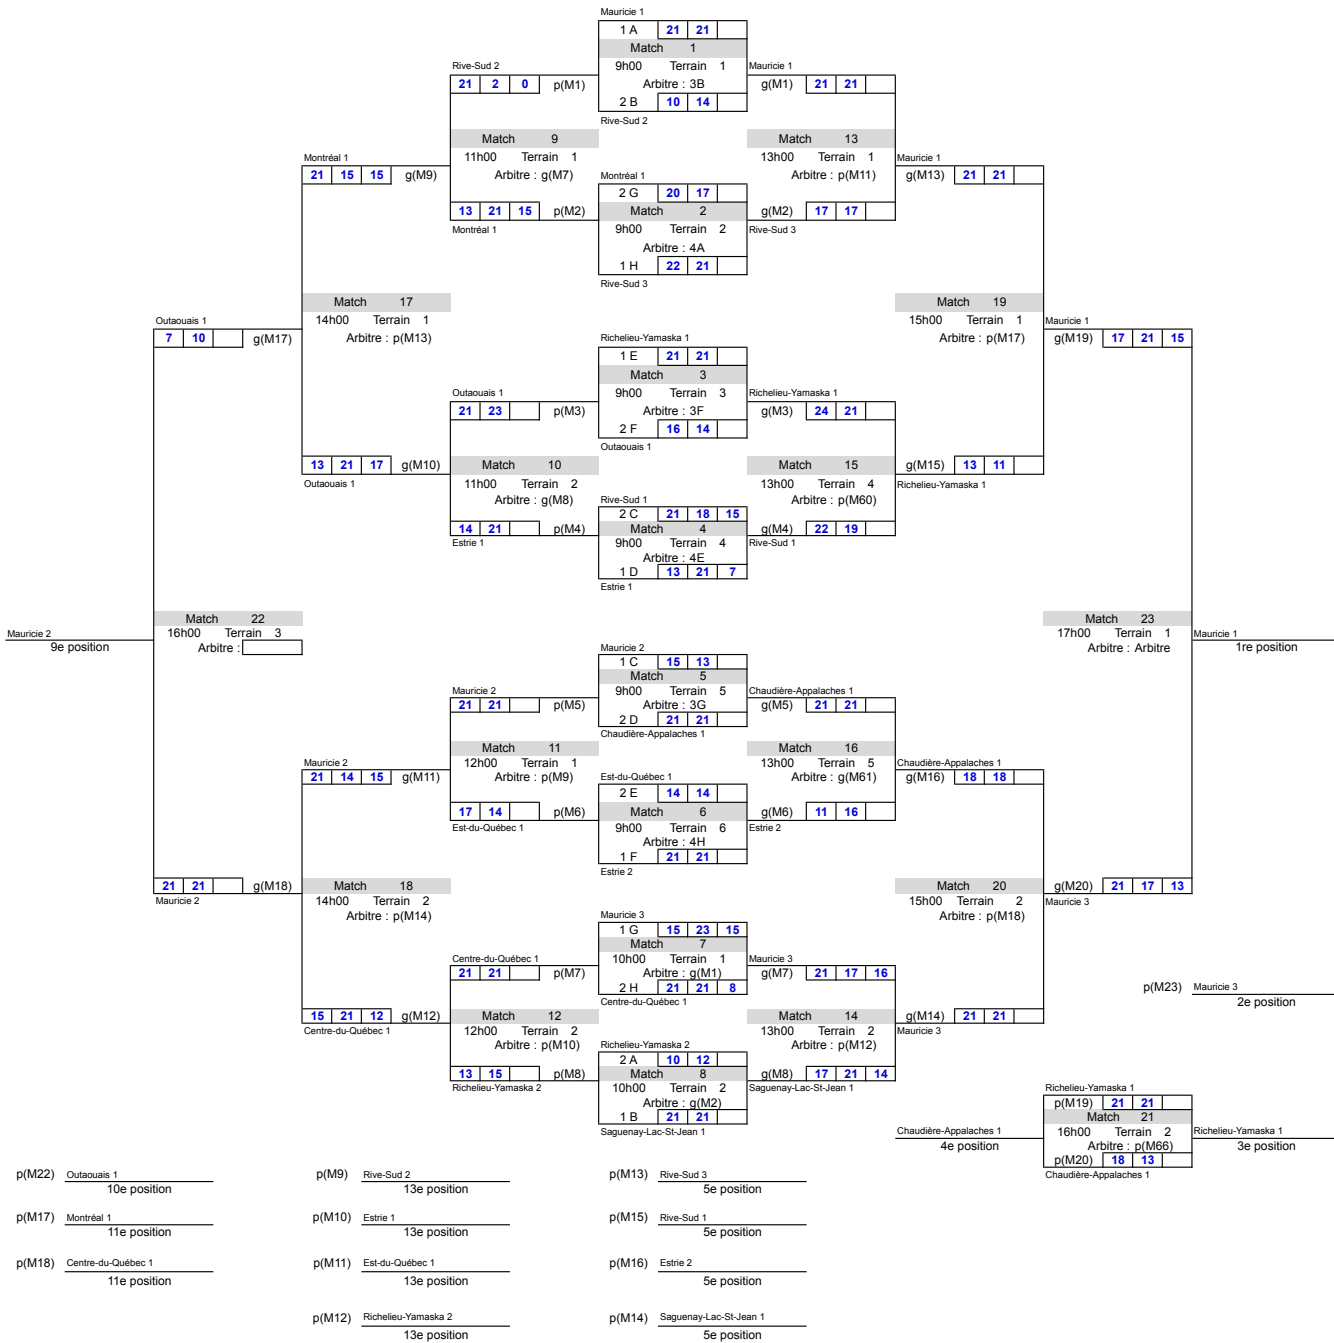 Mauricie 1
1 A 21 21
Match 1
Rive-Sud 2 9h00 Terrain 1 Mauricie 1
21 2 0 p(M1) Arbitre : 3B g(M1) 21 21
2 B 10 14
Rive-Sud 2
Match 9 Match 13
Montréal 1 11h00 Terrain 1 13h00 Terrain 1 Mauricie 1
21 15 15 g(M9) Arbitre : g(M7) Montréal 1 Arbitre : p(M11) g(M13) 21 21
2 G 20 17
13 21 15 p(M2) Match 2 g(M2) 17 17
Montréal 1 9h00 Terrain 2 Rive-Sud 3
Arbitre : 4A
1 H 22 21
Rive-Sud 3
Match 17 Match 19
Outaouais 1 14h00 Terrain 1 15h00 Terrain 1 Mauricie 1
7 10 g(M17) Arbitre : p(M13) Richelieu-Yamaska 1 Arbitre : p(M17) g(M19) 17 21 15
1 E 21 21
Match 3
Outaouais 1 9h00 Terrain 3 Richelieu-Yamaska 1
21 23 p(M3) Arbitre : 3F g(M3) 24 21
2 F 16 14
Outaouais 1
13 21 17 g(M10) Match 10 Match 15 g(M15) 13 11
Outaouais 1 11h00 Terrain 2 13h00 Terrain 4 Richelieu-Yamaska 1
Arbitre : g(M8) Rive-Sud 1 Arbitre : p(M60)
2 C 21 18 15
14 21 p(M4) Match 4 g(M4) 22 19
Estrie 1 9h00 Terrain 4 Rive-Sud 1
Arbitre : 4E
1 D 13 21 7
Estrie 1
Match 22 Match 23
Mauricie 2 16h00 Terrain 3 17h00 Terrain 1 Mauricie 1
9e position Arbitre : Mauricie 2 Arbitre : Arbitre 1re position
1 C 15 13
Match 5
Mauricie 2 9h00 Terrain 5 Chaudière-Appalaches 1
21 21 p(M5) Arbitre : 3G g(M5) 21 21
2 D 21 21
Chaudière-Appalaches 1
Match 11 Match 16
Mauricie 2 12h00 Terrain 1 13h00 Terrain 5 Chaudière-Appalaches 1
21 14 15 g(M11) Arbitre : p(M9) Est-du-Québec 1 Arbitre : g(M61) g(M16) 18 18
2 E 14 14
17 14 p(M6) Match 6 g(M6) 11 16
Est-du-Québec 1 9h00 Terrain 6 Estrie 2
Arbitre : 4H
1 F 21 21
Estrie 2
21 21 g(M18) Match 18 Match 20 g(M20) 21 17 13
Mauricie 2 14h00 Terrain 2 15h00 Terrain 2 Mauricie 3
Arbitre : p(M14) Mauricie 3 Arbitre : p(M18)
1 G 15 23 15
Match 7
Centre-du-Québec 1 10h00 Terrain 1 Mauricie 3
21 21 p(M7) Arbitre : g(M1) g(M7) 21 17 16
2 H 21 21 8 p(M23) Mauricie 3
Centre-du-Québec 1 2e position
15 21 12 g(M12) Match 12 Match 14 g(M14) 21 21
Centre-du-Québec 1 12h00 Terrain 2 13h00 Terrain 2 Mauricie 3
Arbitre : p(M10) Richelieu-Yamaska 2 Arbitre : p(M12)
2 A 10 12
13 15 p(M8) Match 8 g(M8) 17 21 14
Richelieu-Yamaska 2 10h00 Terrain 2 Saguenay-Lac-St-Jean 1 Richelieu-Yamaska 1
Arbitre : g(M2) p(M19) 21 21
1 B 21 21 Match 21
Saguenay-Lac-St-Jean 1 Chaudière-Appalaches 1 16h00 Terrain 2 Richelieu-Yamaska 1
4e position Arbitre : p(M66) 3e position
p(M20) 18 13
Chaudière-Appalaches 1
p(M22) Outaouais 1 p(M9) Rive-Sud 2 p(M13) Rive-Sud 3
10e position 13e position 5e position
p(M17) Montréal 1 p(M10) Estrie 1 p(M15) Rive-Sud 1
11e position 13e position 5e position
p(M18) Centre-du-Québec 1 p(M11) Est-du-Québec 1 p(M16) Estrie 2
11e position 13e position 5e position
p(M12) Richelieu-Yamaska 2 p(M14) Saguenay-Lac-St-Jean 1
13e position 5e position